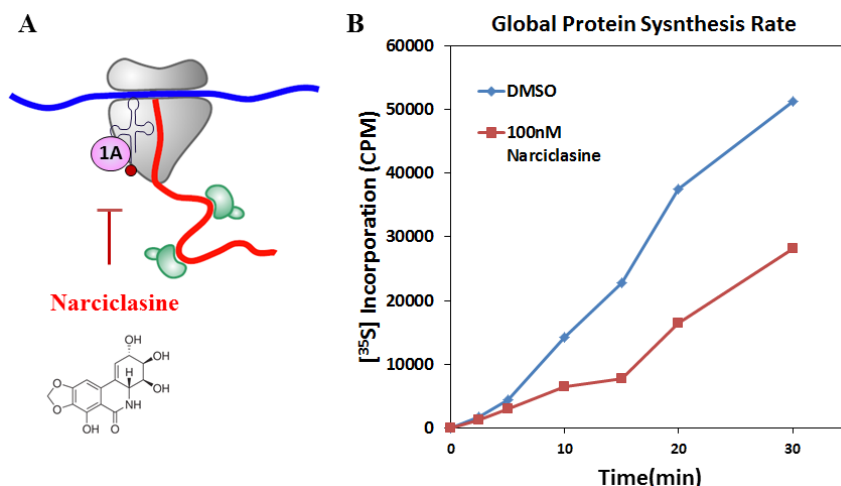 A
1A
Narciclasine
OH
OH
H
OH
O
O
NH
OH
O
B
Global Protein Sysnthesis Rate
60000
50000
40000
30000
20000
10000
0
[³⁵S] Incorporation (CPM)
DMSO
100nM
Narciclasine
0
10
20
30
Time(min)